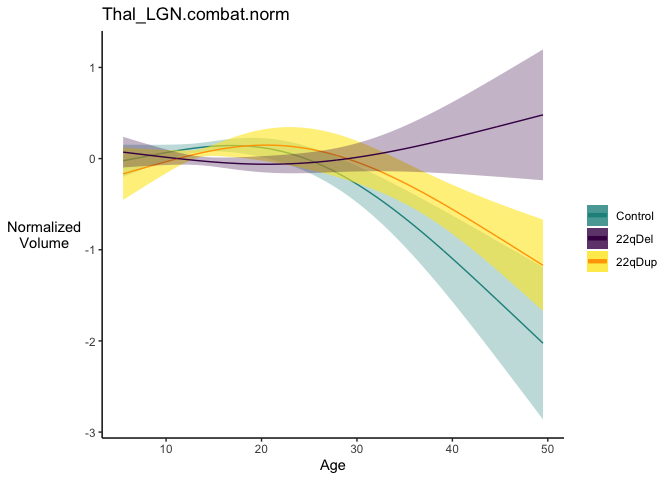 Thal_LGN.combat.norm
1
0
-1
-2
-3
Normalized
Volume
10
20
30
40
50
Age
Control
22qDel
22qDup